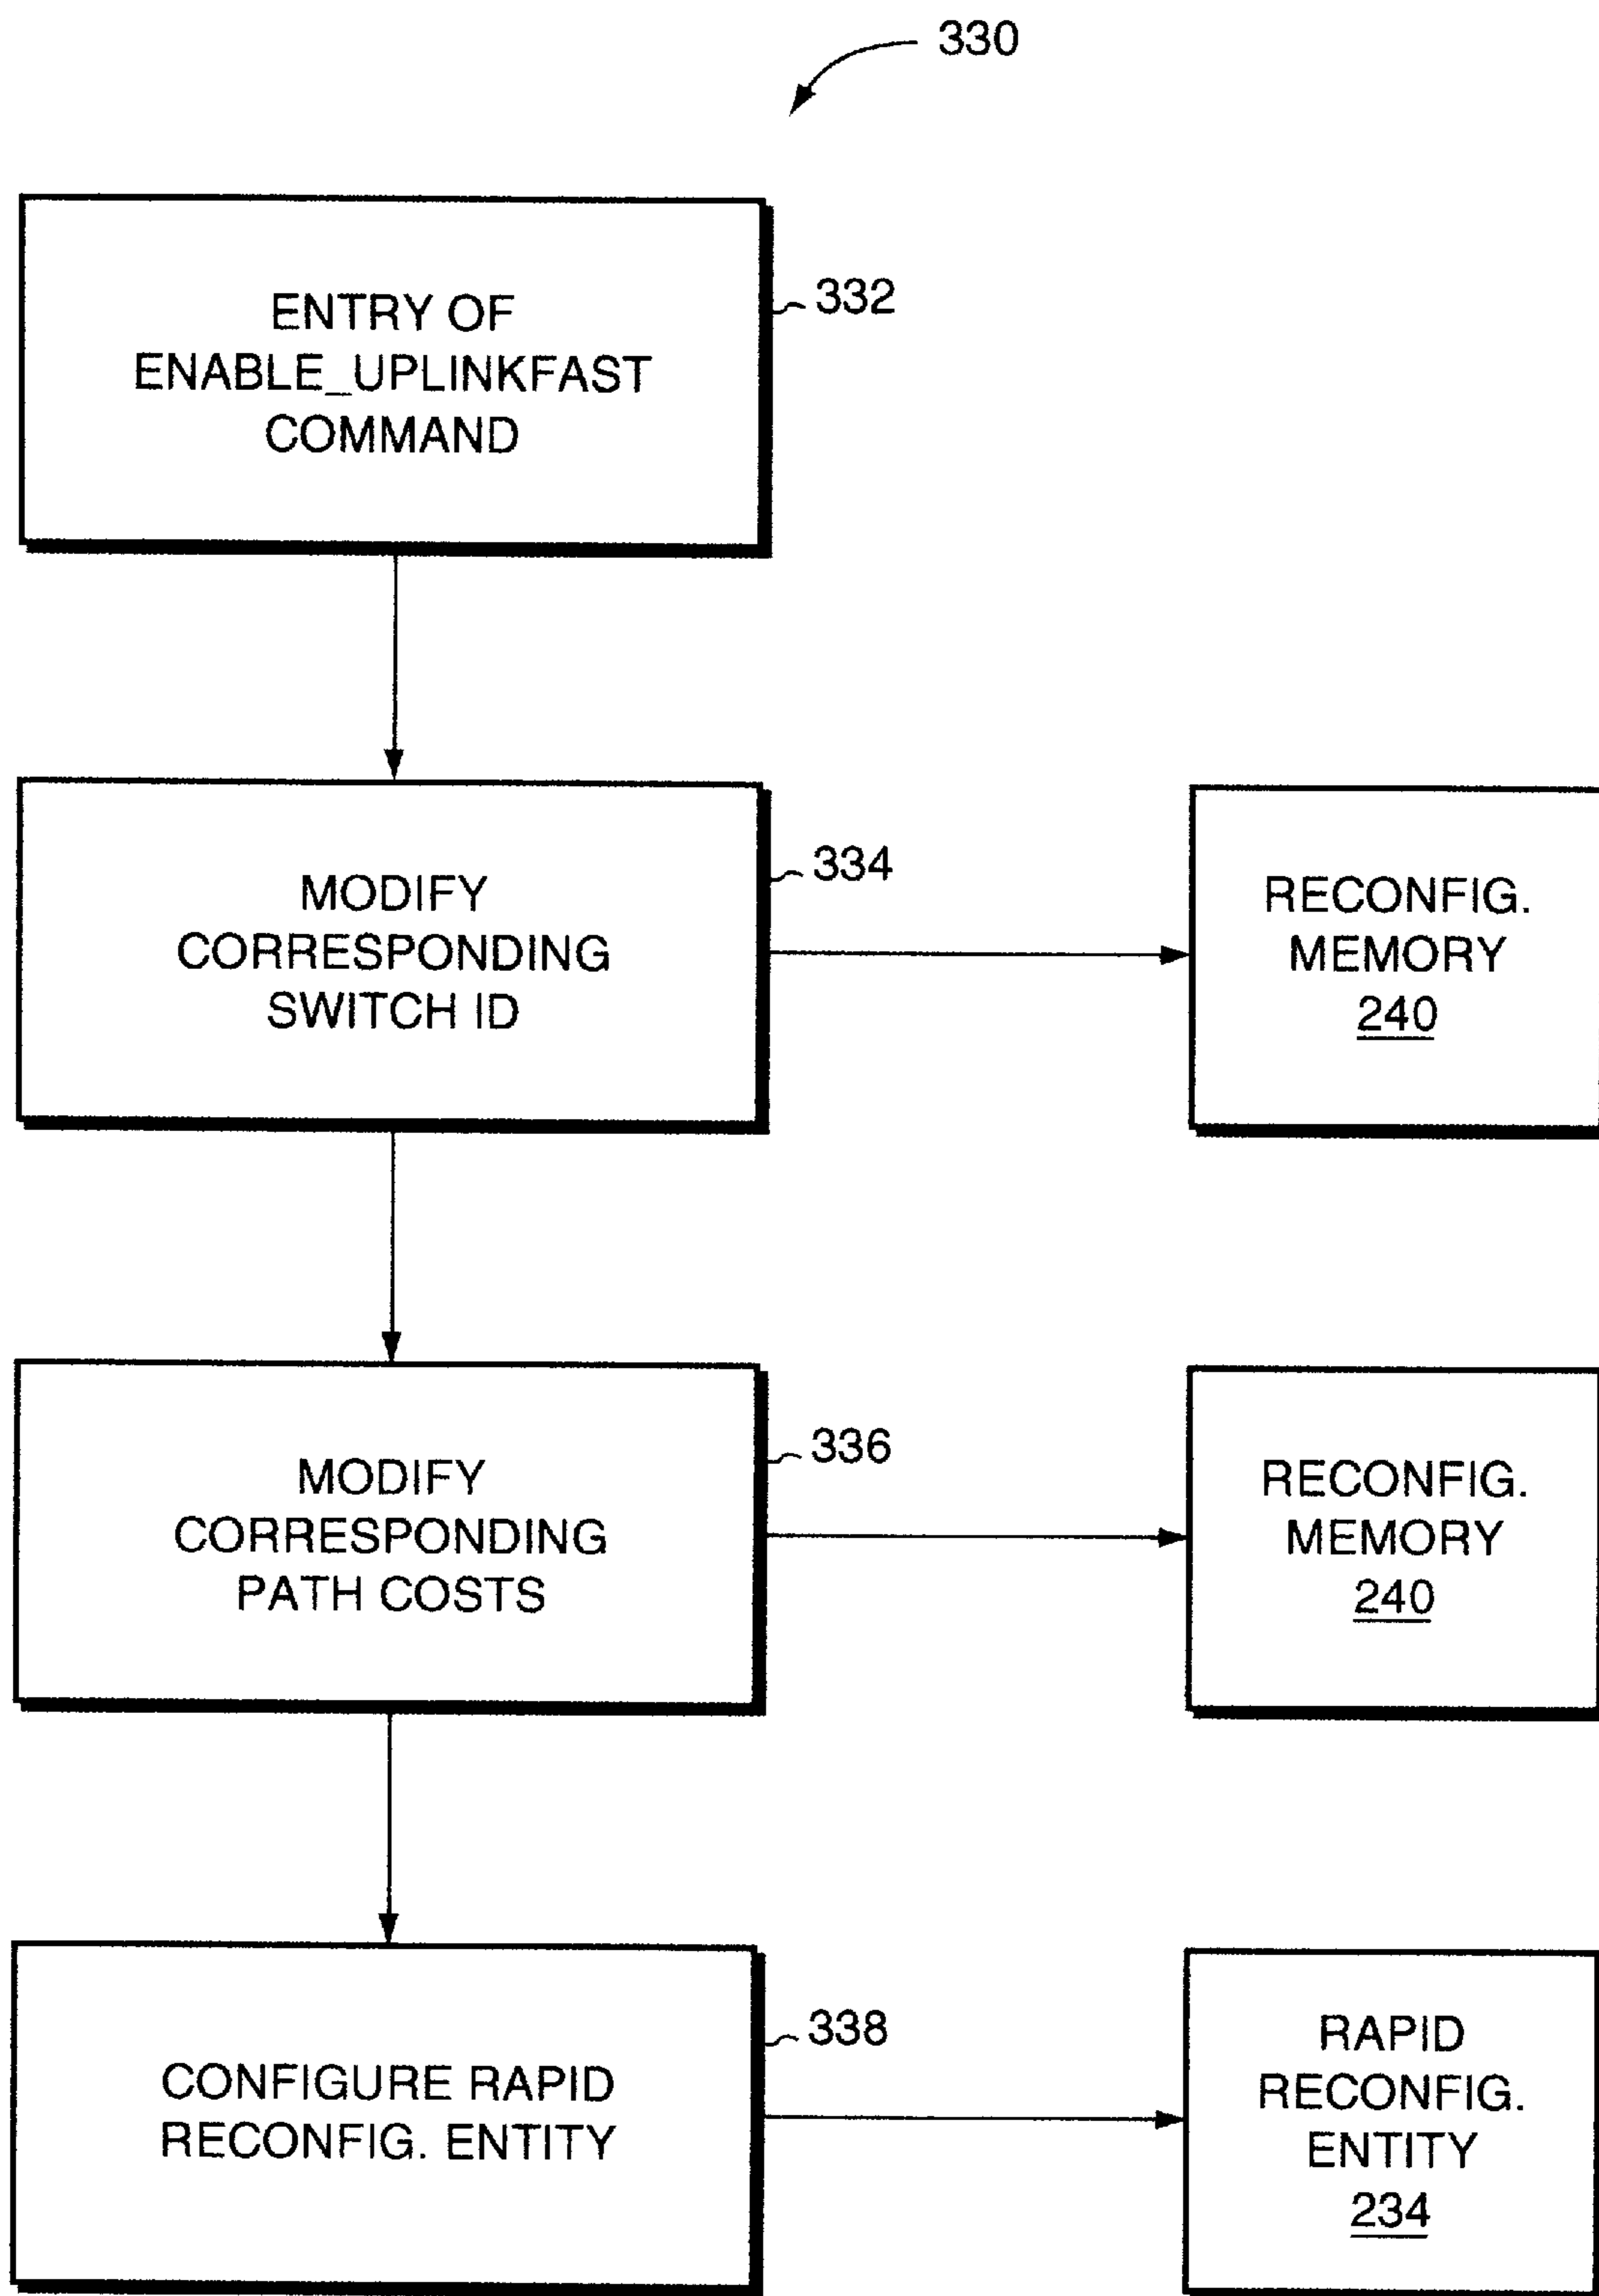 330
ENTRY OF
ENABLE_UPLINKFAST
COMMAND
332
MODIFY
CORRESPONDING
SWITCH ID
334
RECONFIG.
MEMORY
240
MODIFY
CORRESPONDING
PATH COSTS
336
RECONFIG.
MEMORY
240
CONFIGURE RAPID
RECONFIG. ENTITY
338
RAPID
RECONFIG.
ENTITY
234